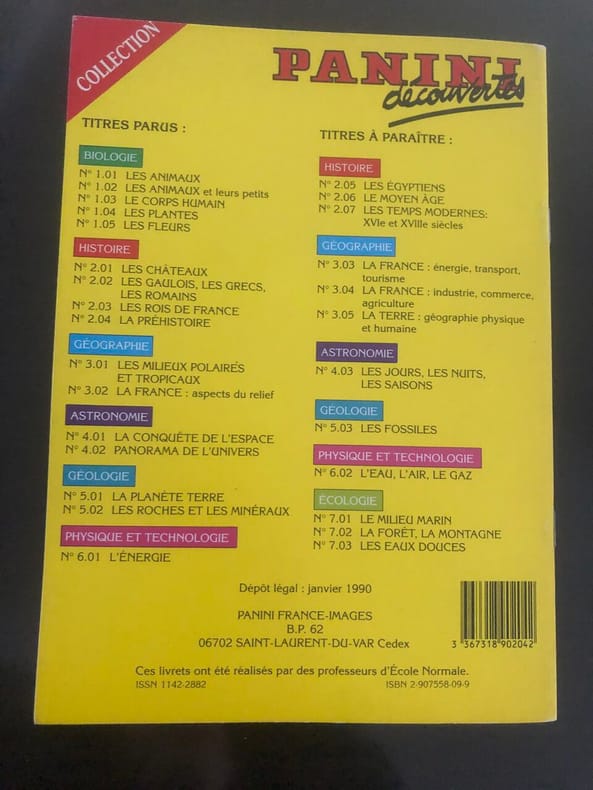 COLLECTION
PANINI
découvertes
TITRES PARUS :
BIOLOGIE
N° 1.01 LES ANIMAUX
N° 1.02 LES ANIMAUX et leurs petits
N° 1.03 LE CORPS HUMAIN
N° 1.04 LES PLANTES
N° 1.05 LES FLEURS
HISTOIRE
N° 2.01 LES CHÂTEAUX
N° 2.02 LES GAULOIS, LES GRECS,
LES ROMAINS
N° 2.03 LES ROIS DE FRANCE
N° 2.04 LA PRÉHISTOIRE
GÉOGRAPHIE
N° 3.01 LES MILIEUX POLAIRES
ET TROPICAUX
N° 3.02 LA FRANCE : aspects du relief
ASTRONOMIE
N° 4.01 LA CONQUÊTE DE L'ESPACE
N° 4.02 PANORAMA DE L'UNIVERS
GÉOLOGIE
N° 5.01 LA PLANÈTE TERRE
N° 5.02 LES ROCHES ET LES MINÉRAUX
PHYSIQUE ET TECHNOLOGIE
N° 6.01 L'ÉNERGIE
TITRES À PARAÎTRE :
HISTOIRE
N° 2.05 LES ÉGYPTIENS
N° 2.06 LE MOYEN ÂGE
N° 2.07 LES TEMPS MODERNES:
XVIe et XVIIIe siècles
GÉOGRAPHIE
N° 3.03 LA FRANCE : énergie, transport,
tourisme
N° 3.04 LA FRANCE : industrie, commerce,
agriculture
N° 3.05 LA TERRE : géographie physique
et humaine
ASTRONOMIE
N° 4.03 LES JOURS, LES NUITS,
LES SAISONS
GÉOLOGIE
N° 5.03 LES FOSSILES
PHYSIQUE ET TECHNOLOGIE
N° 6.02 L'EAU, L'AIR, LE GAZ
ÉCOLOGIE
N° 7.01 LE MILIEU MARIN
N° 7.02 LA FORÊT, LA MONTAGNE
N° 7.03 LES EAUX DOUCES
Dépôt légal : janvier 1990
PANINI FRANCE-IMAGES
B.P. 62
06702 SAINT-LAURENT-DU-VAR Cedex
3 367318 902042
Ces livrets ont été réalisés par des professeurs d'École Normale.
ISSN 1142-2882 ISBN 2-907558-09-9